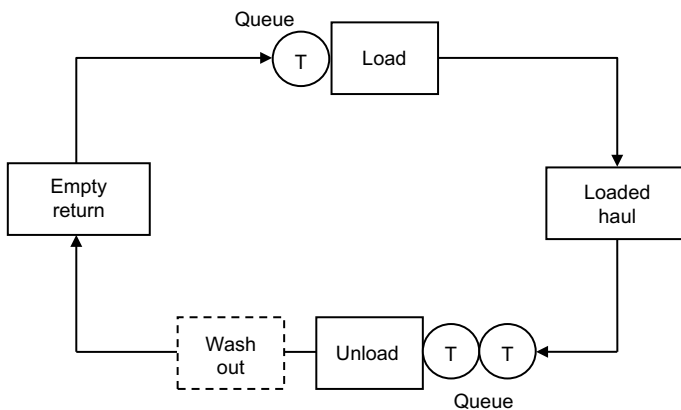 Queue
T
Load
Empty
return
Loaded
haul
Wash
out
Unload
T
T
Queue